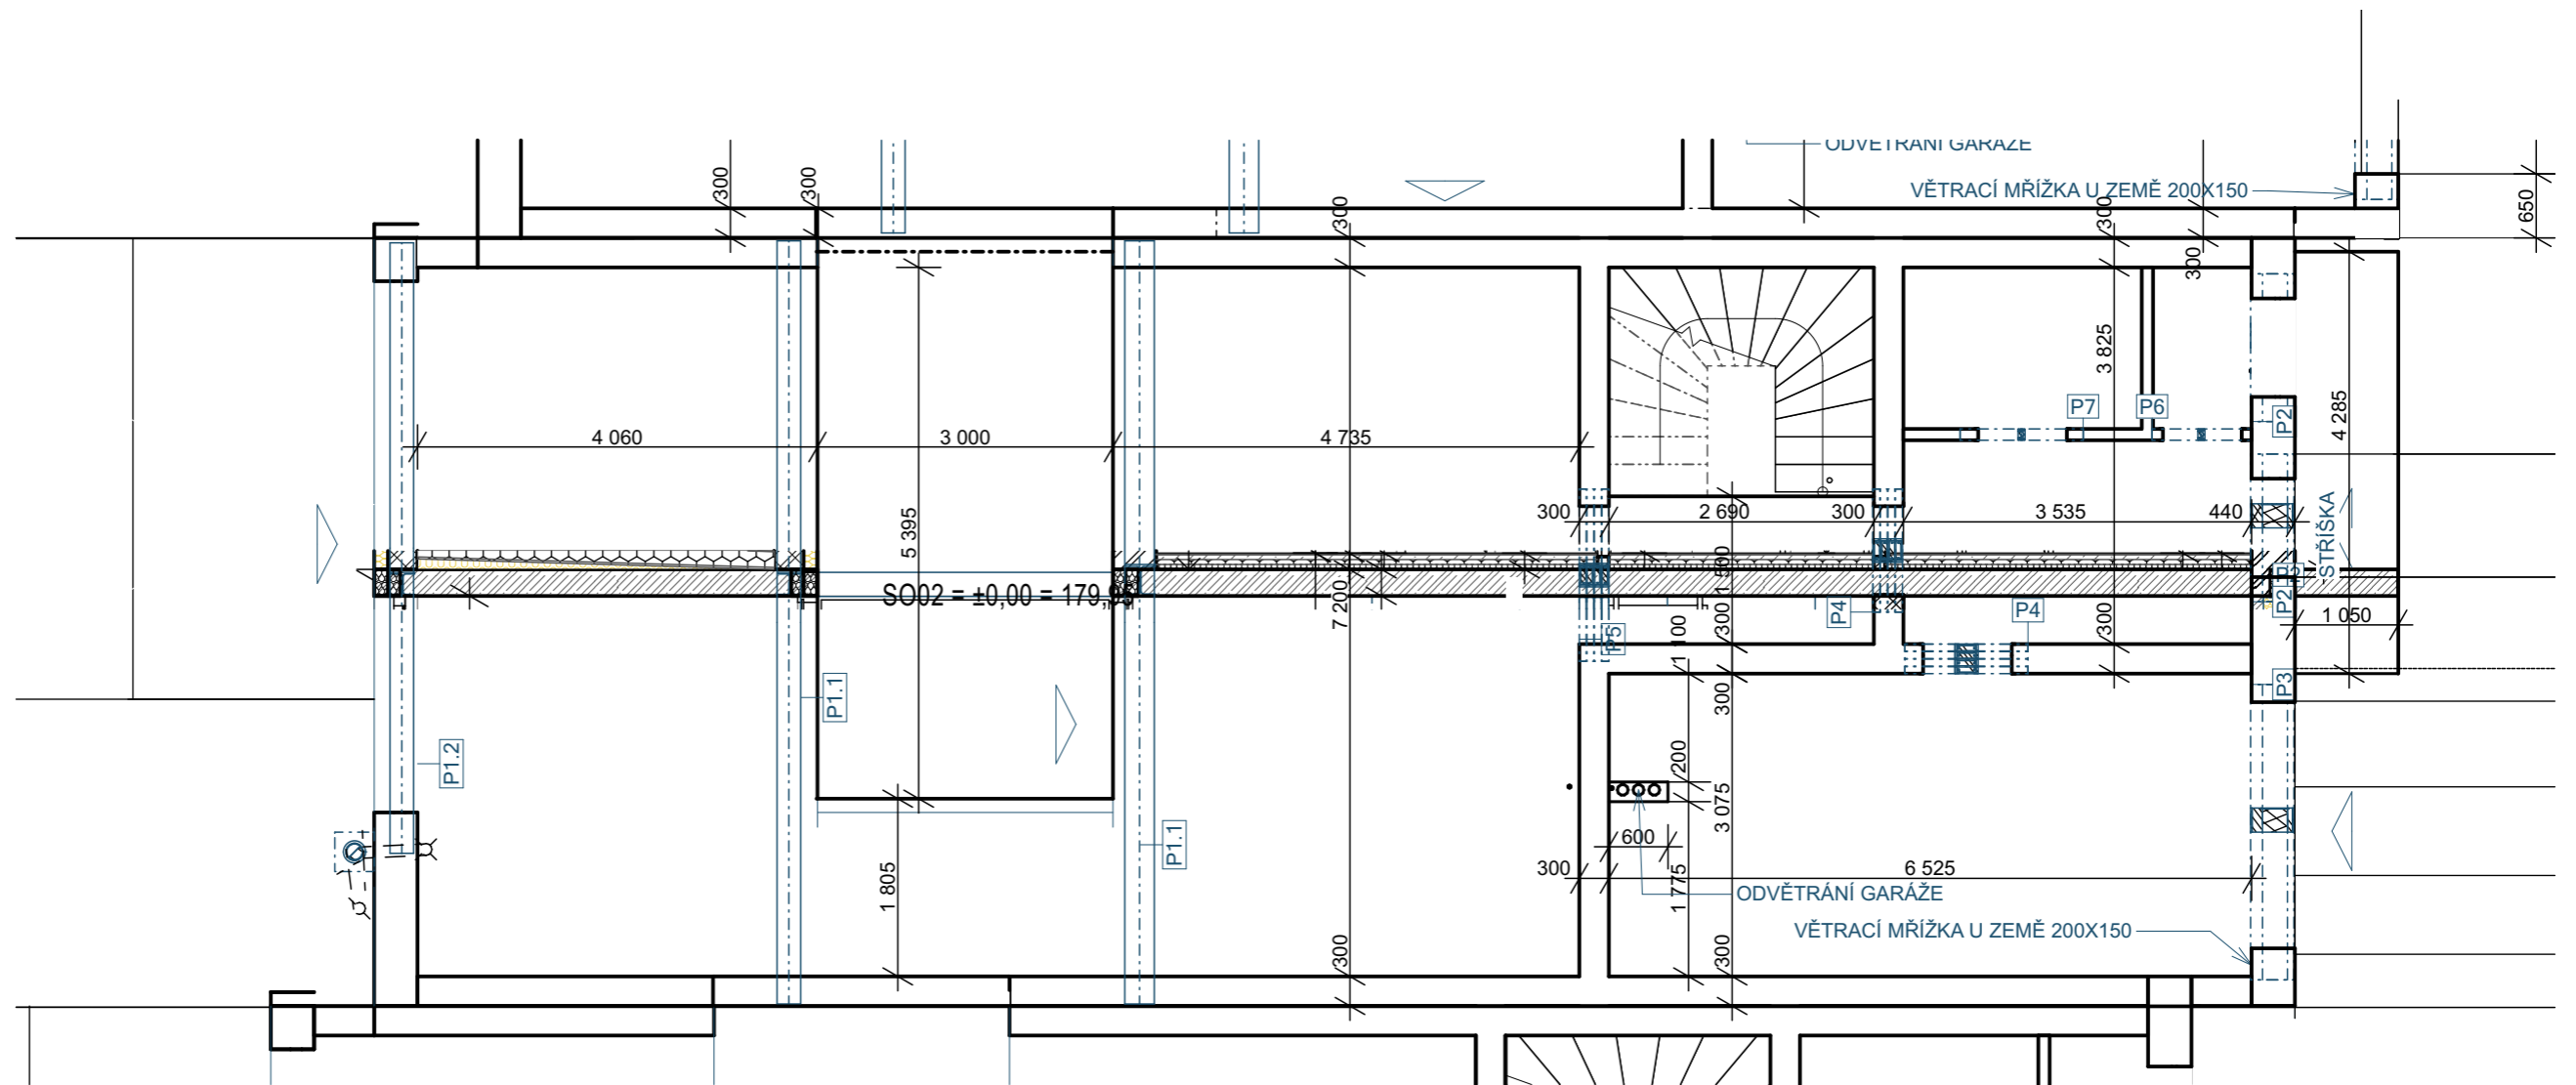 ODVĚTRÁNÍ GARÁŽE
VĚTRACÍ MŘÍŽKA U ZEMĚ 200X150
300
300
300
300
300
650
3 825
4 285
P7
P6
P2
4 060
3 000
4 735
5 395
300
2 690
300
3 535
440
STŘÍŠKA
1 500
7 200
SO02 = ±0,00 = 179,95
P2
P4
P4
P5
1 100
300
300
1 050
P1.1
P3
300
P1.2
200
3 075
600
P1.1
1 805
300
6 525
1 775
ODVĚTRÁNÍ GARÁŽE
VĚTRACÍ MŘÍŽKA U ZEMĚ 200X150
300
300